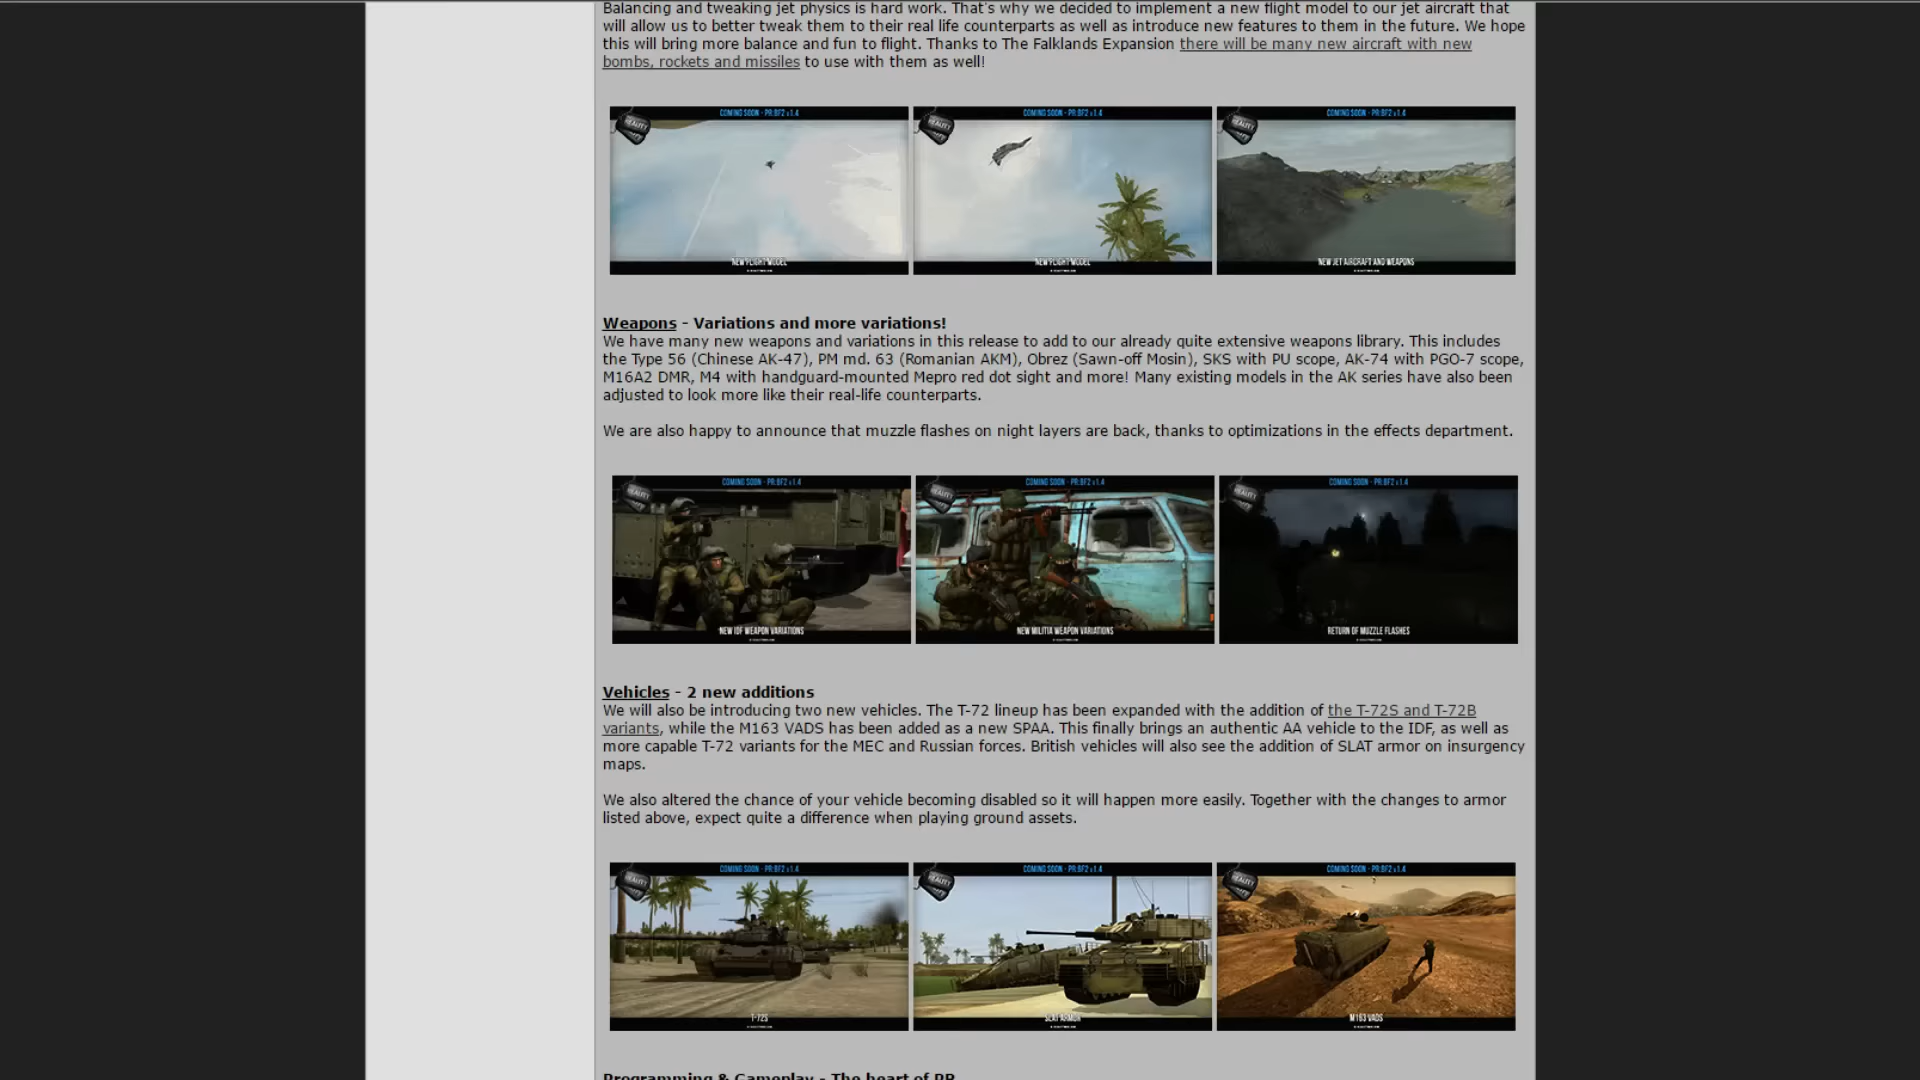 Balancing and tweaking jet physics is hard work. That's why we decided to implement a new flight model to our jet aircraft that
will allow us to better tweak them to their real life counterparts as well as introduce new features to them in the future. We hope
this will bring more balance and fun to flight. Thanks to The Falklands Expansion there will be many new aircraft with new
bombs, rockets and missiles to use with them as well!
COMING SOON - PR:BF2 v1.4
COMING SOON - PR:BF2 v1.4
COMING SOON - PR:BF2 v1.4
REALITY
REALITY
REALITY
NEW FLIGHT MODEL
NEW FLIGHT MODEL
NEW JET AIRCRAFT AND WEAPONS
Weapons - Variations and more variations!
We have many new weapons and variations in this release to add to our already quite extensive weapons library. This includes
the Type 56 (Chinese AK-47), PM md. 63 (Romanian AKM), Obrez (Sawn-off Mosin), SKS with PU scope, AK-74 with PGO-7 scope,
M16A2 DMR, M4 with handguard-mounted Mepro red dot sight and more! Many existing models in the AK series have also been
adjusted to look more like their real-life counterparts.
We are also happy to announce that muzzle flashes on night layers are back, thanks to optimizations in the effects department.
COMING SOON - PR:BF2 v1.4
COMING SOON - PR:BF2 v1.4
COMING SOON - PR:BF2 v1.4
REALITY
REALITY
REALITY
NEW IDF WEAPON VARIATIONS
NEW MILITIA WEAPON VARIATIONS
RETURN OF MUZZLE FLASHES
Vehicles - 2 new additions
We will also be introducing two new vehicles. The T-72 lineup has been expanded with the addition of the T-72S and T-72B
variants, while the M163 VADS has been added as a new SPAA. This finally brings an authentic AA vehicle to the IDF, as well as
more capable T-72 variants for the MEC and Russian forces. British vehicles will also see the addition of SLAT armor on insurgency
maps.
We also altered the chance of your vehicle becoming disabled so it will happen more easily. Together with the changes to armor
listed above, expect quite a difference when playing ground assets.
COMING SOON - PR:BF2 v1.4
COMING SOON - PR:BF2 v1.4
COMING SOON - PR:BF2 v1.4
REALITY
REALITY
REALITY
T-72S
SLAT ARMOR
M163 VADS
Programming & Gameplay - The heart of PR